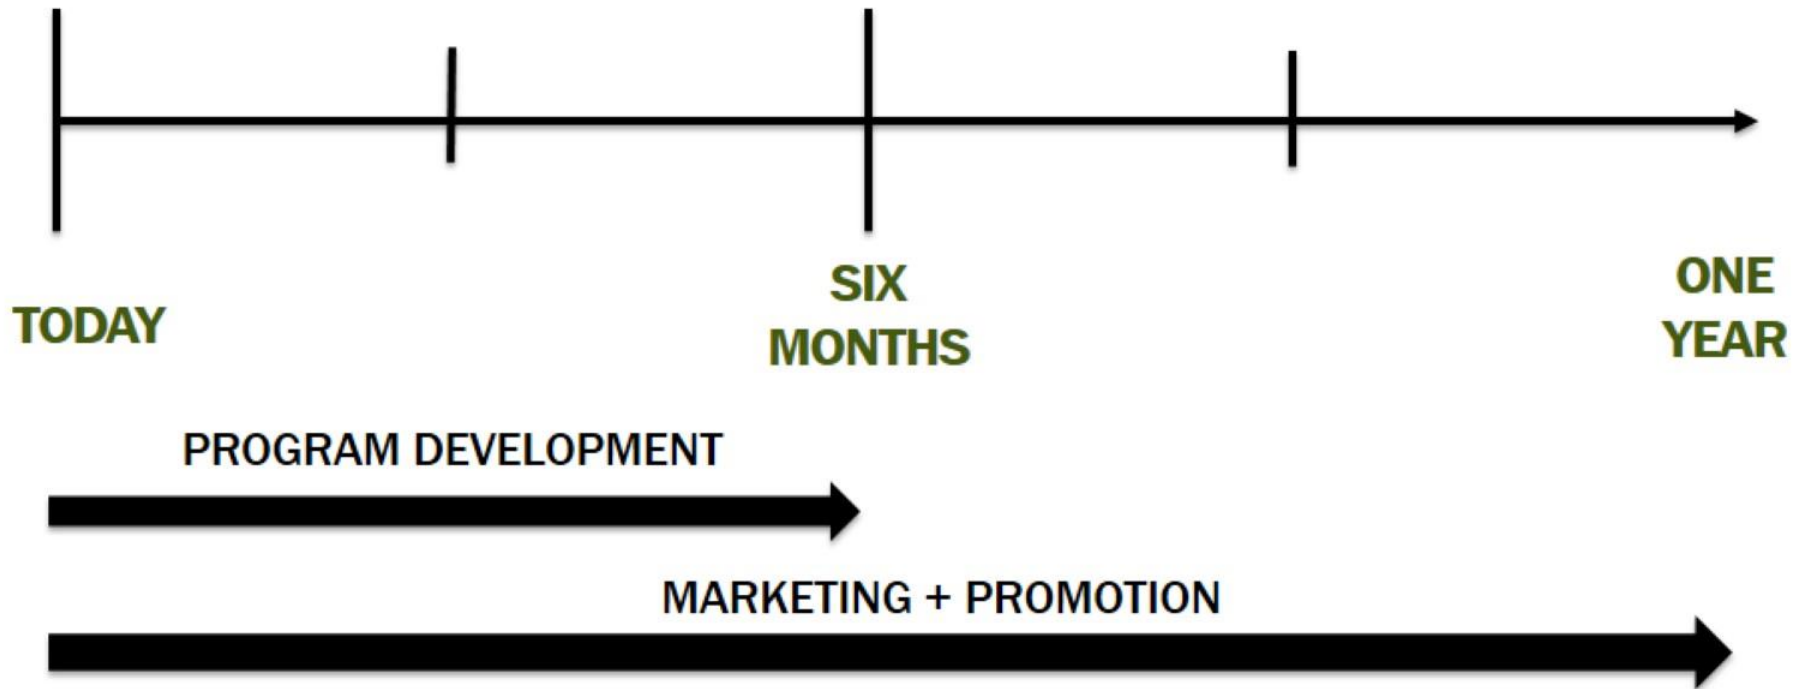 TODAY
SIX
MONTHS
ONE
YEAR
PROGRAM DEVELOPMENT
MARKETING + PROMOTION